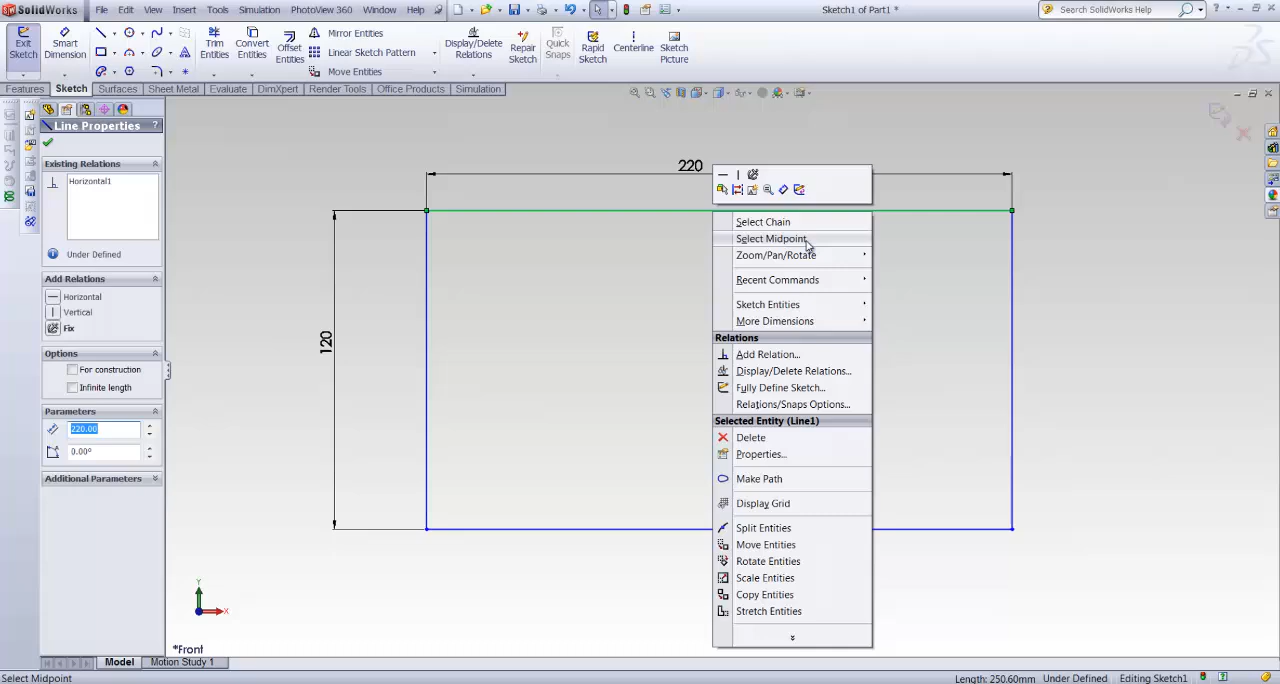 SolidWorks File Edit View Insert Tools Simulation PhotoView 360 Window Help Sketch1 of Part1 * Search SolidWorks Help
Exit Sketch
Smart Dimension
Trim Entities
Convert Entities
Offset Entities
Mirror Entities
Linear Sketch Pattern
Move Entities
Display/Delete Relations
Repair Sketch
Quick Snaps
Rapid Sketch
Centerline
Sketch Picture
Features Sketch Surfaces Sheet Metal Evaluate DimXpert Render Tools Office Products Simulation
Line Properties ?
Existing Relations
Horizontal1
Under Defined
Add Relations
Horizontal
Vertical
Fix
Options
For construction
Infinite length
Parameters
220.00
0.00°
Additional Parameters
220
120
Select Chain
Select Midpoint
Zoom/Pan/Rotate
Recent Commands
Sketch Entities
More Dimensions
Relations
Add Relation...
Display/Delete Relations...
Fully Define Sketch...
Relations/Snaps Options...
Selected Entity (Line1)
Delete
Properties...
Make Path
Display Grid
Split Entities
Move Entities
Rotate Entities
Scale Entities
Copy Entities
Stretch Entities
Y
X
*Front
Model Motion Study 1
Select Midpoint Length: 250.60mm Under Defined Editing Sketch1